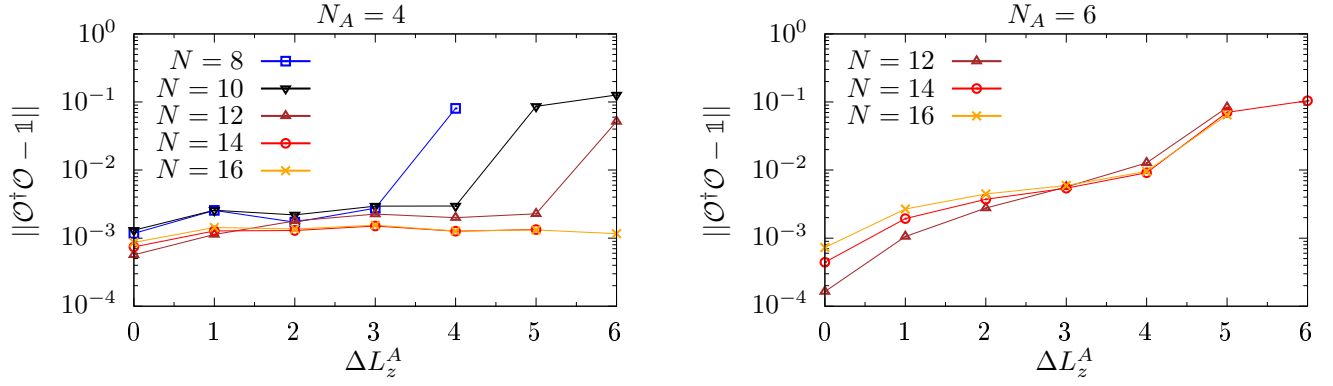 N_A = 4
||𝒪†𝒪 − 𝟙||
10^0
10^-1
10^-2
10^-3
10^-4
N = 8
N = 10
N = 12
N = 14
N = 16
0 1 2 3 4 5 6
ΔL_z^A
N_A = 6
||𝒪†𝒪 − 𝟙||
10^0
10^-1
10^-2
10^-3
10^-4
N = 12
N = 14
N = 16
0 1 2 3 4 5 6
ΔL_z^A